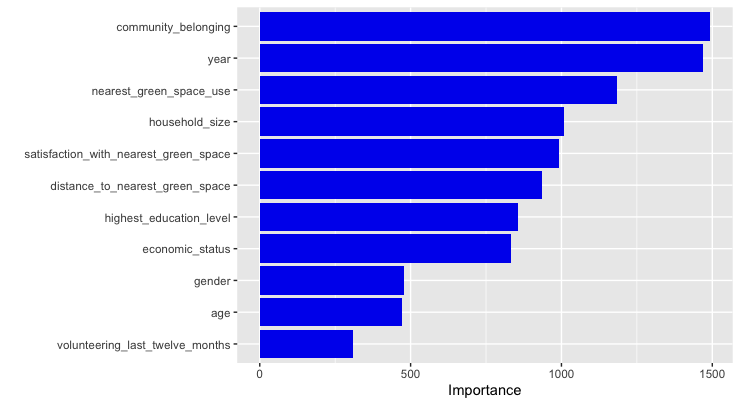 community_belonging
year
nearest_green_space_use
household_size
satisfaction_with_nearest_green_space
distance_to_nearest_green_space
highest_education_level
economic_status
gender
age
volunteering_last_twelve_months
0 500 1000 1500
Importance